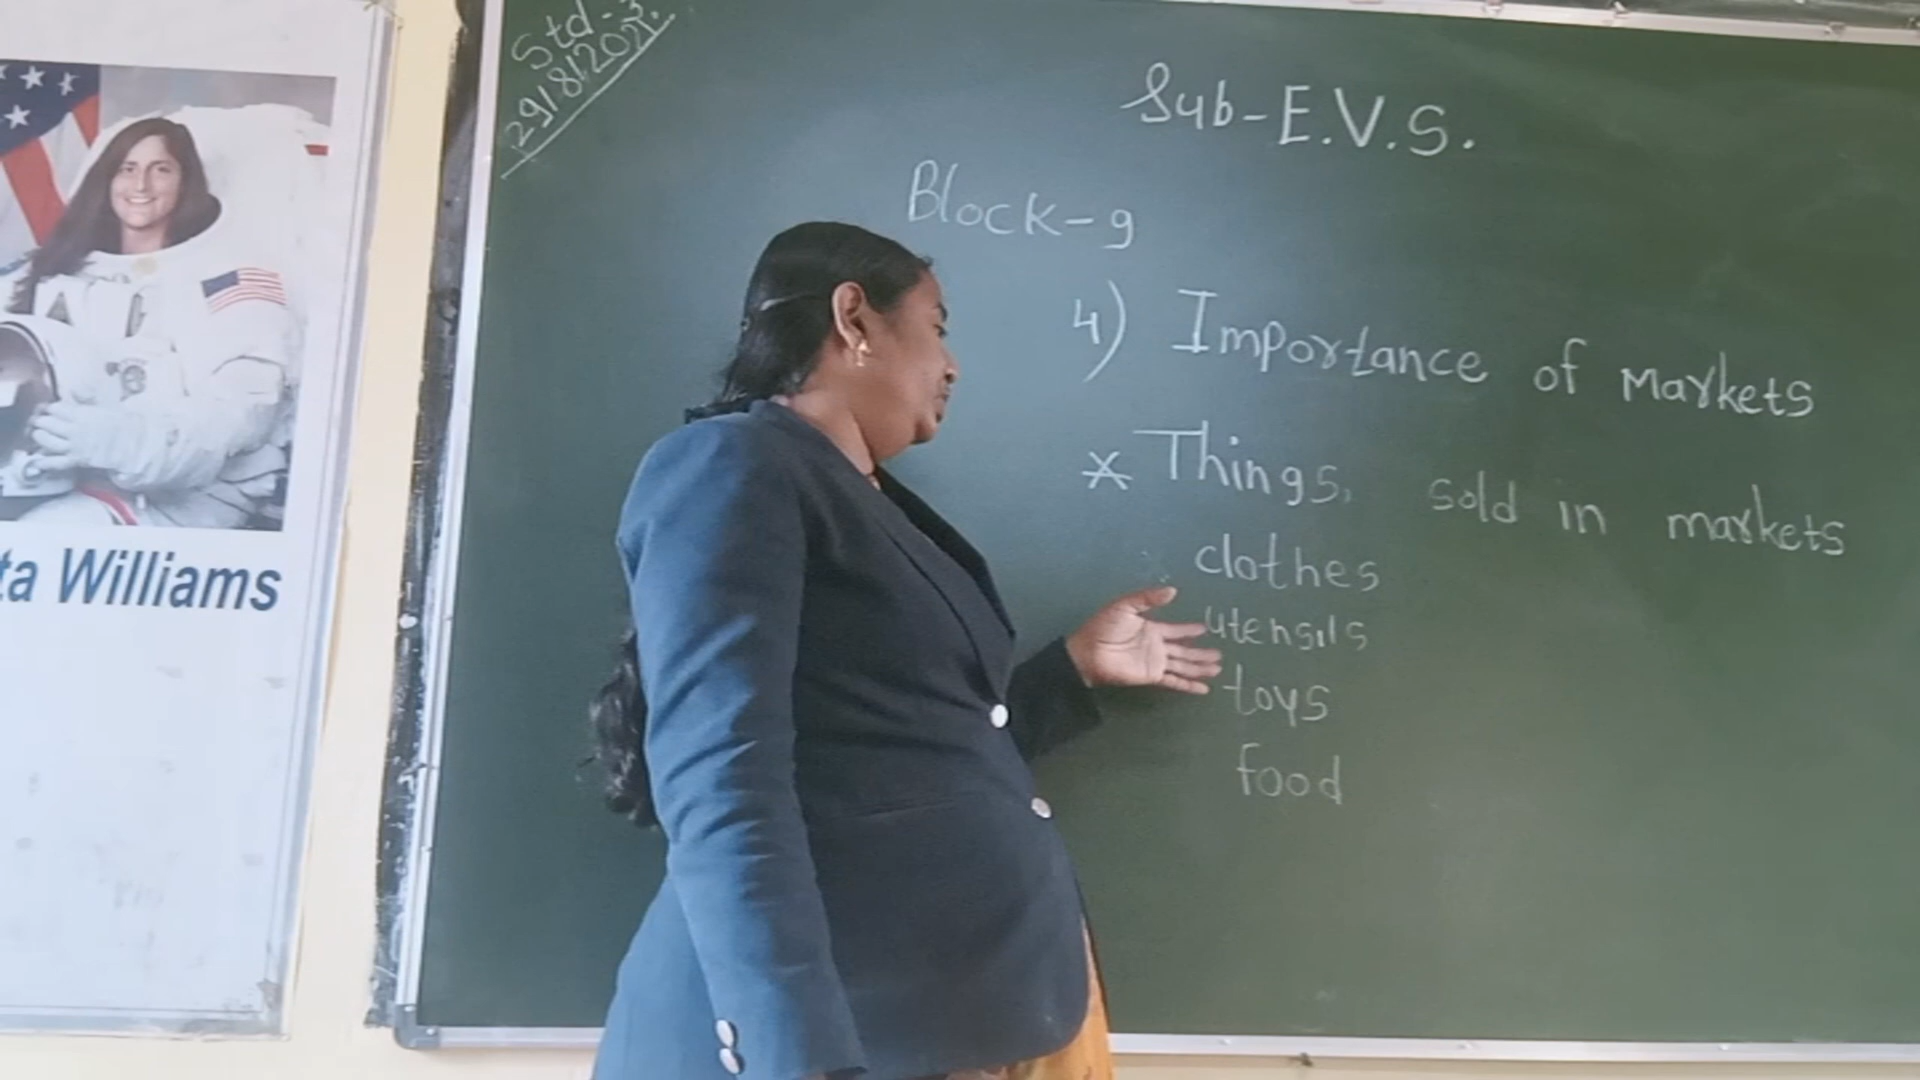 Std-3
29/8/2021.
Sub-E.V.S.
Block-9
4) Importance of Markets
* Things, sold in markets
clothes
utensils
toys
food
ta Williams